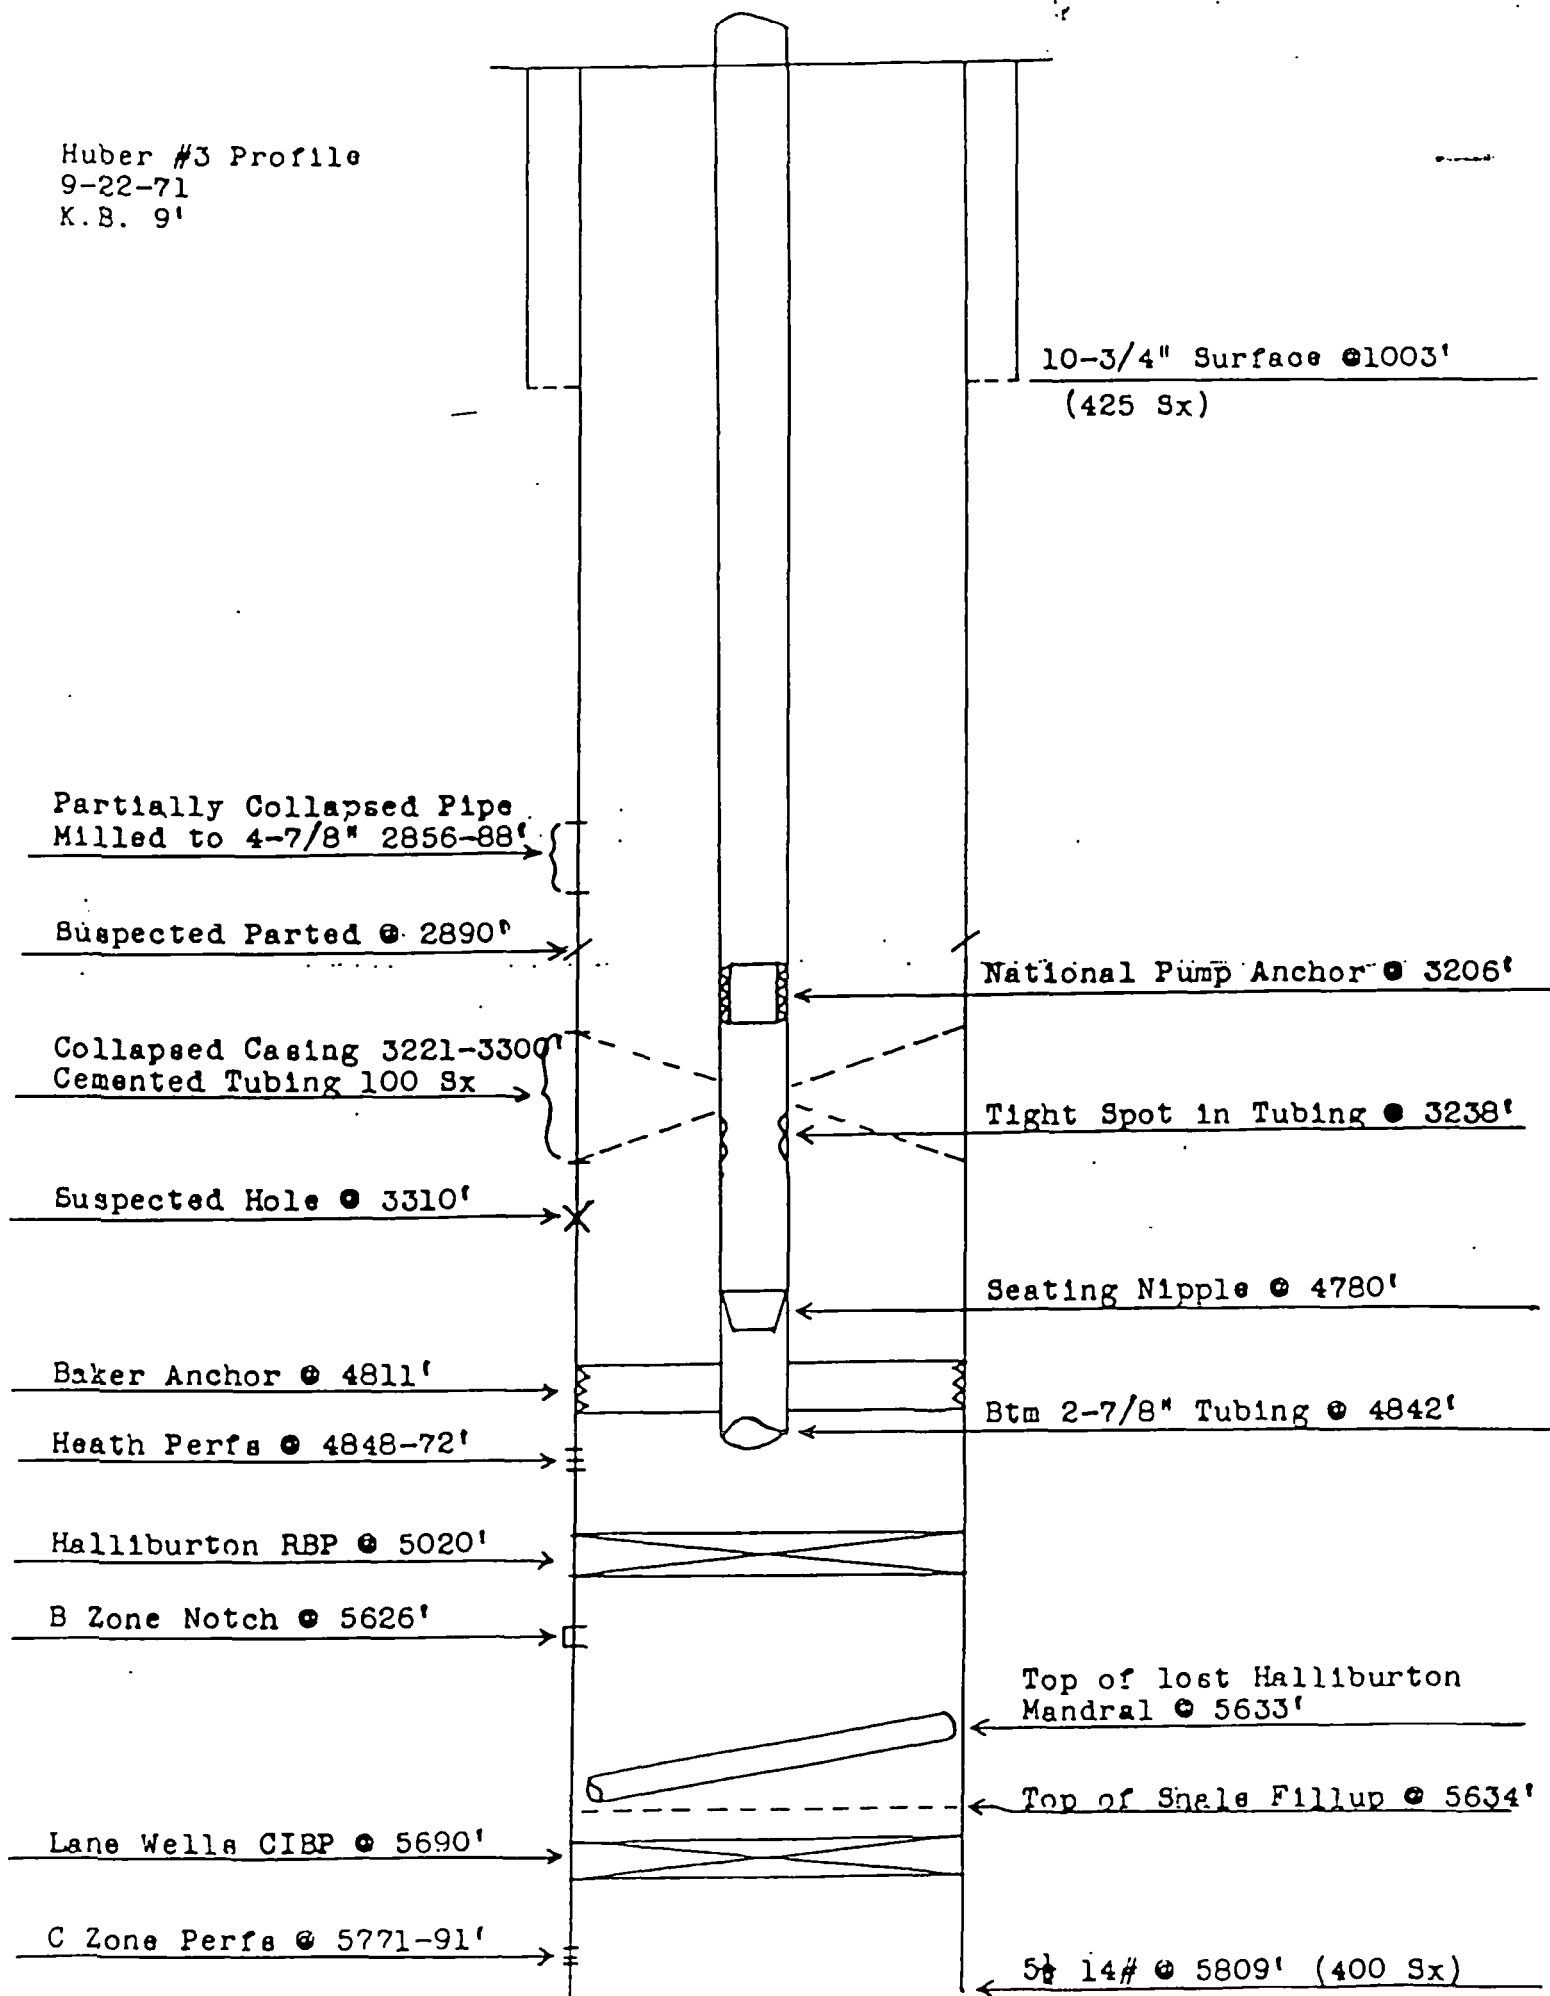 Huber #3 Profile
9-22-71
K.B. 9'
10-3/4" Surface @1003'
(425 Sx)
Partially Collapsed Pipe
Milled to 4-7/8" 2856-88'
Suspected Parted @ 2890'
National Pump Anchor @ 3206'
Collapsed Casing 3221-3300'
Cemented Tubing 100 Sx
Tight Spot in Tubing @ 3238'
Suspected Hole @ 3310'
Seating Nipple @ 4780'
Baker Anchor @ 4811'
Btm 2-7/8" Tubing @ 4842'
Heath Perfs @ 4848-72'
Halliburton RBP @ 5020'
B Zone Notch @ 5626'
Top of lost Halliburton
Mandral @ 5633'
Top of Shale Fillup @ 5634'
Lane Wells CIBP @ 5690'
C Zone Perfs @ 5771-91'
5½ 14# @ 5809' (400 Sx)